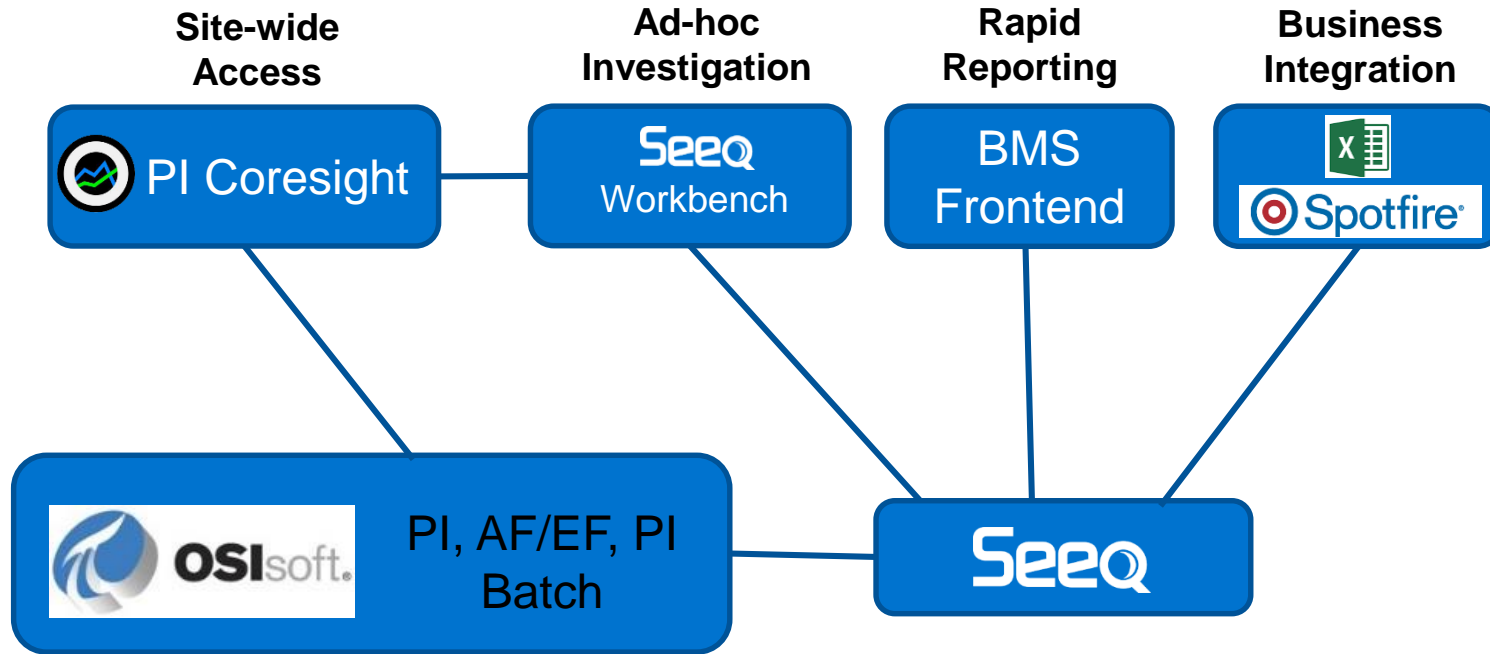 Site-wide
Access
Ad-hoc
Investigation
Rapid
Reporting
Business
Integration
PI Coresight
Seeq
Workbench
BMS
Frontend
X
Spotfire®
OSIsoft®
PI, AF/EF, PI
Batch
Seeq